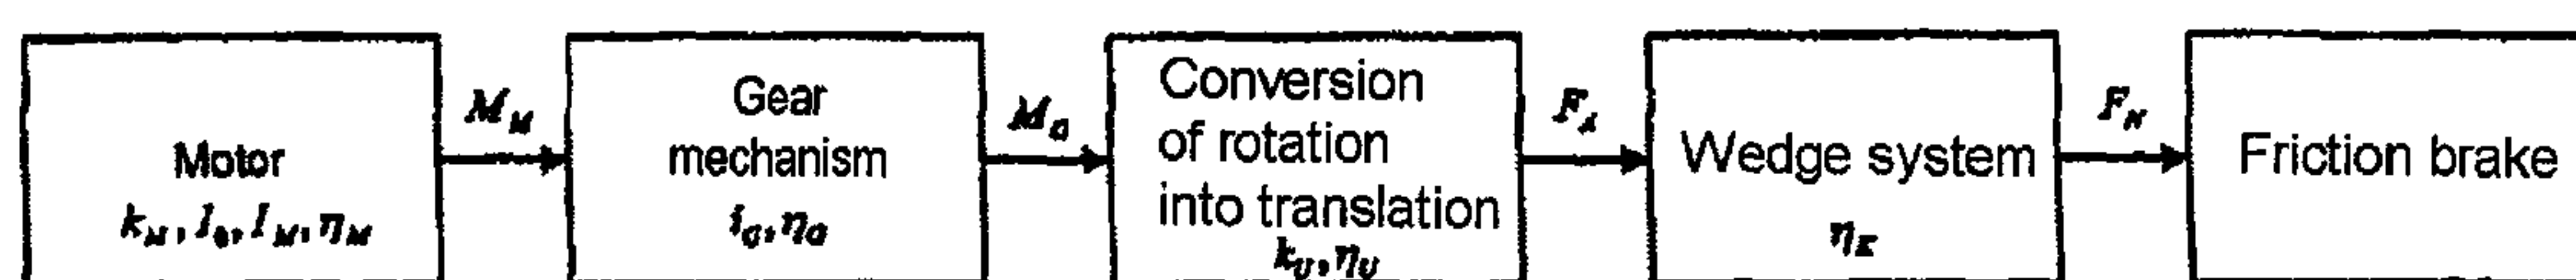 Motor
k_M, I_0, I_M, η_M
M_M
Gear
mechanism
i_G, η_G
M_G
Conversion
of rotation
into translation
k_U, η_U
F_A
Wedge system
η_K
F_N
Friction brake